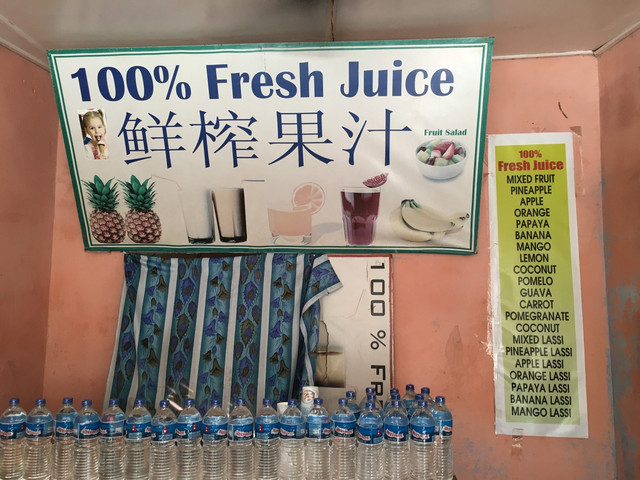 100% Fresh Juice
鲜榨果汁
Fruit Salad
100 % FR
100%
Fresh Juice
MIXED FRUIT
PINEAPPLE
APPLE
ORANGE
PAPAYA
BANANA
MANGO
LEMON
COCONUT
POMELO
GUAVA
CARROT
POMEGRANATE
COCONUT
MIXED LASSI
PINEAPPLE LASSI
APPLE LASSI
ORANGE LASSI
PAPAYA LASSI
BANANA LASSI
MANGO LASSI